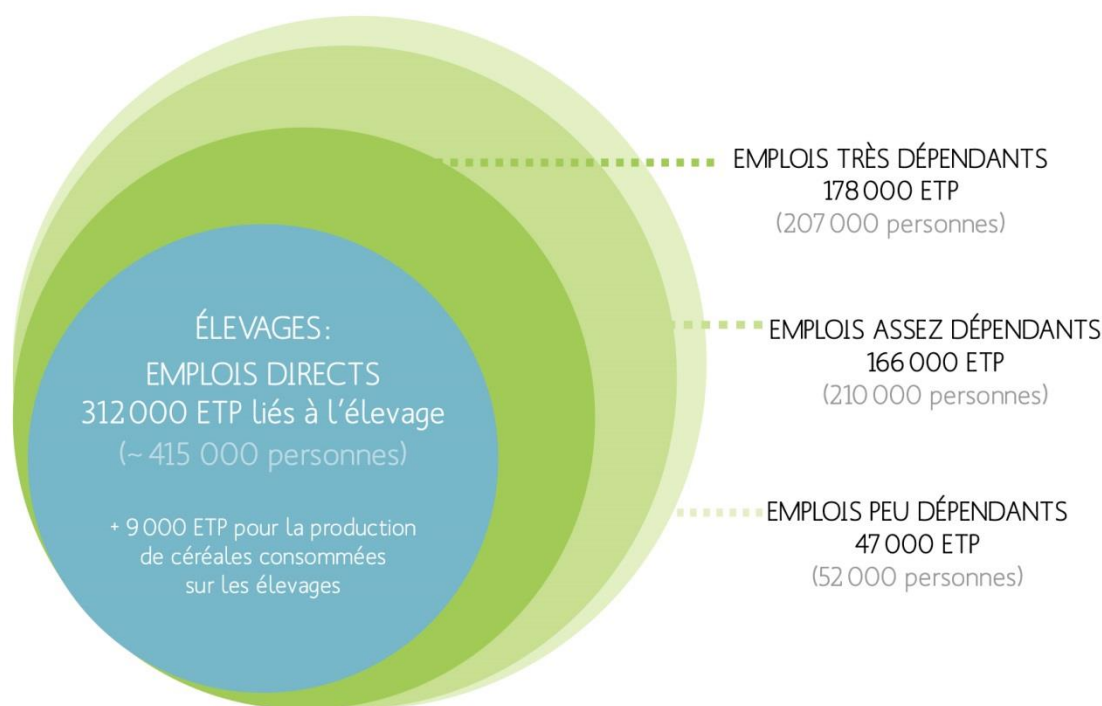 ÉLEVAGES:
EMPLOIS DIRECTS
312 000 ETP liés à l'élevage
(~ 415 000 personnes)
+ 9 000 ETP pour la production
de céréales consommées
sur les élevages
EMPLOIS TRÈS DÉPENDANTS
178 000 ETP
(207 000 personnes)
EMPLOIS ASSEZ DÉPENDANTS
166 000 ETP
(210 000 personnes)
EMPLOIS PEU DÉPENDANTS
47 000 ETP
(52 000 personnes)